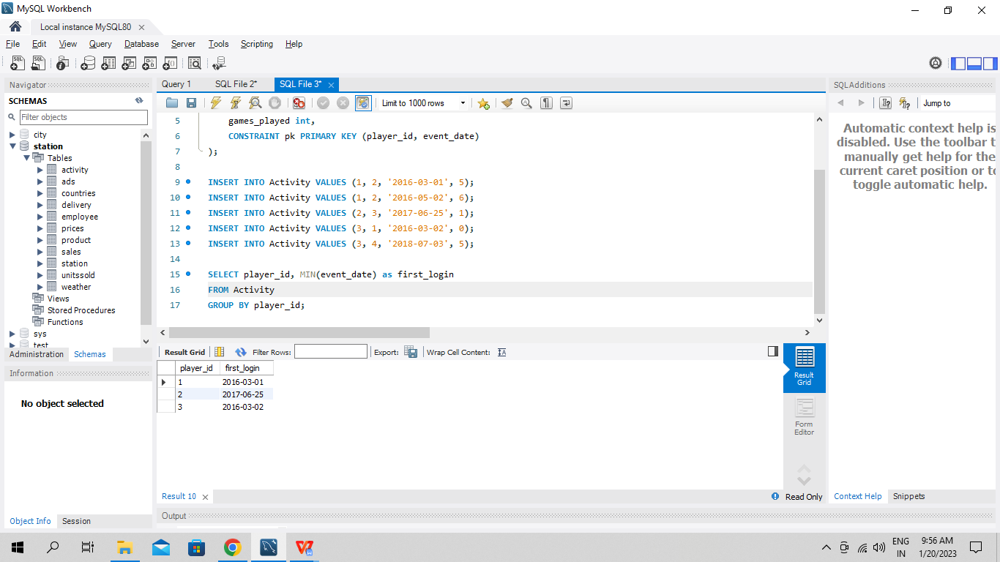 MySQL Workbench
Local instance MySQL80
File Edit View Query Database Server Tools Scripting Help
Navigator
SCHEMAS
Filter objects
city
station
Tables
activity
ads
countries
delivery
employee
prices
product
sales
station
unitssold
weather
Views
Stored Procedures
Functions
sys
test
Administration Schemas
Information
No object selected
Object Info Session
Query 1 SQL File 2* SQL File 3*
Limit to 1000 rows
5 games_played int,
6 CONSTRAINT pk PRIMARY KEY (player_id, event_date)
7 );
8
9 INSERT INTO Activity VALUES (1, 2, '2016-03-01', 5);
10 INSERT INTO Activity VALUES (1, 2, '2016-05-02', 6);
11 INSERT INTO Activity VALUES (2, 3, '2017-06-25', 1);
12 INSERT INTO Activity VALUES (3, 1, '2016-03-02', 0);
13 INSERT INTO Activity VALUES (3, 4, '2018-07-03', 5);
14
15 SELECT player_id, MIN(event_date) as first_login
16 FROM Activity
17 GROUP BY player_id;
Result Grid Filter Rows: Export: Wrap Cell Content:
player_id first_login
1 2016-03-01
2 2017-06-25
3 2016-03-02
Result
Grid
Form
Editor
Result 10
Read Only
Output
SQLAdditions
Jump to
Automatic context help is
disabled. Use the toolbar t
manually get help for the
current caret position or to
toggle automatic help.
Context Help Snippets
ENG
IN
9:56 AM
1/20/2023